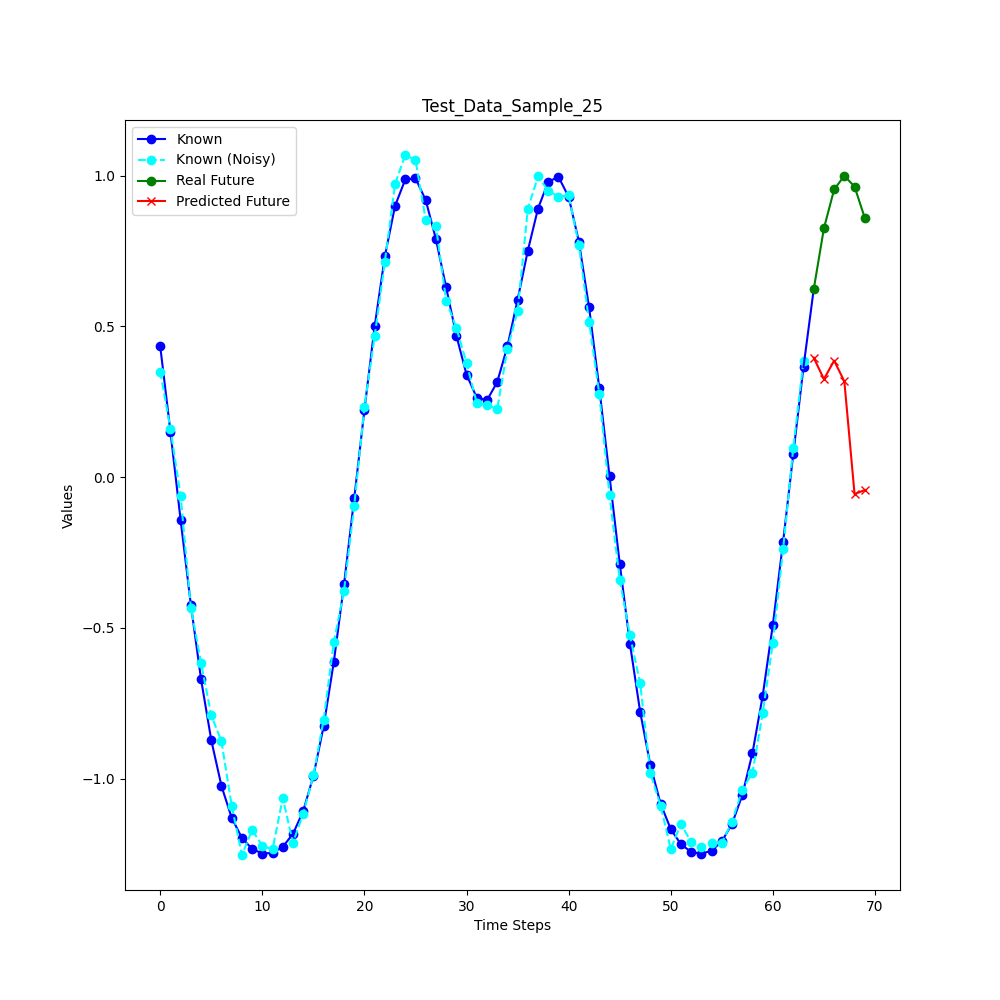 Test_Data_Sample_25
Known
Known (Noisy)
Real Future
Predicted Future
1.0
0.5
0.0
−0.5
−1.0
Values
0 10 20 30 40 50 60 70
Time Steps